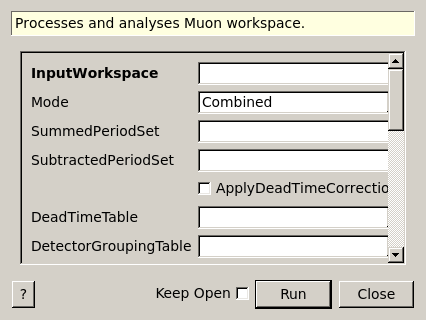 Processes and analyses Muon workspace.
InputWorkspace
Mode Combined
SummedPeriodSet
SubtractedPeriodSet
ApplyDeadTimeCorrectio
DeadTimeTable
DetectorGroupingTable
? Keep Open Run Close